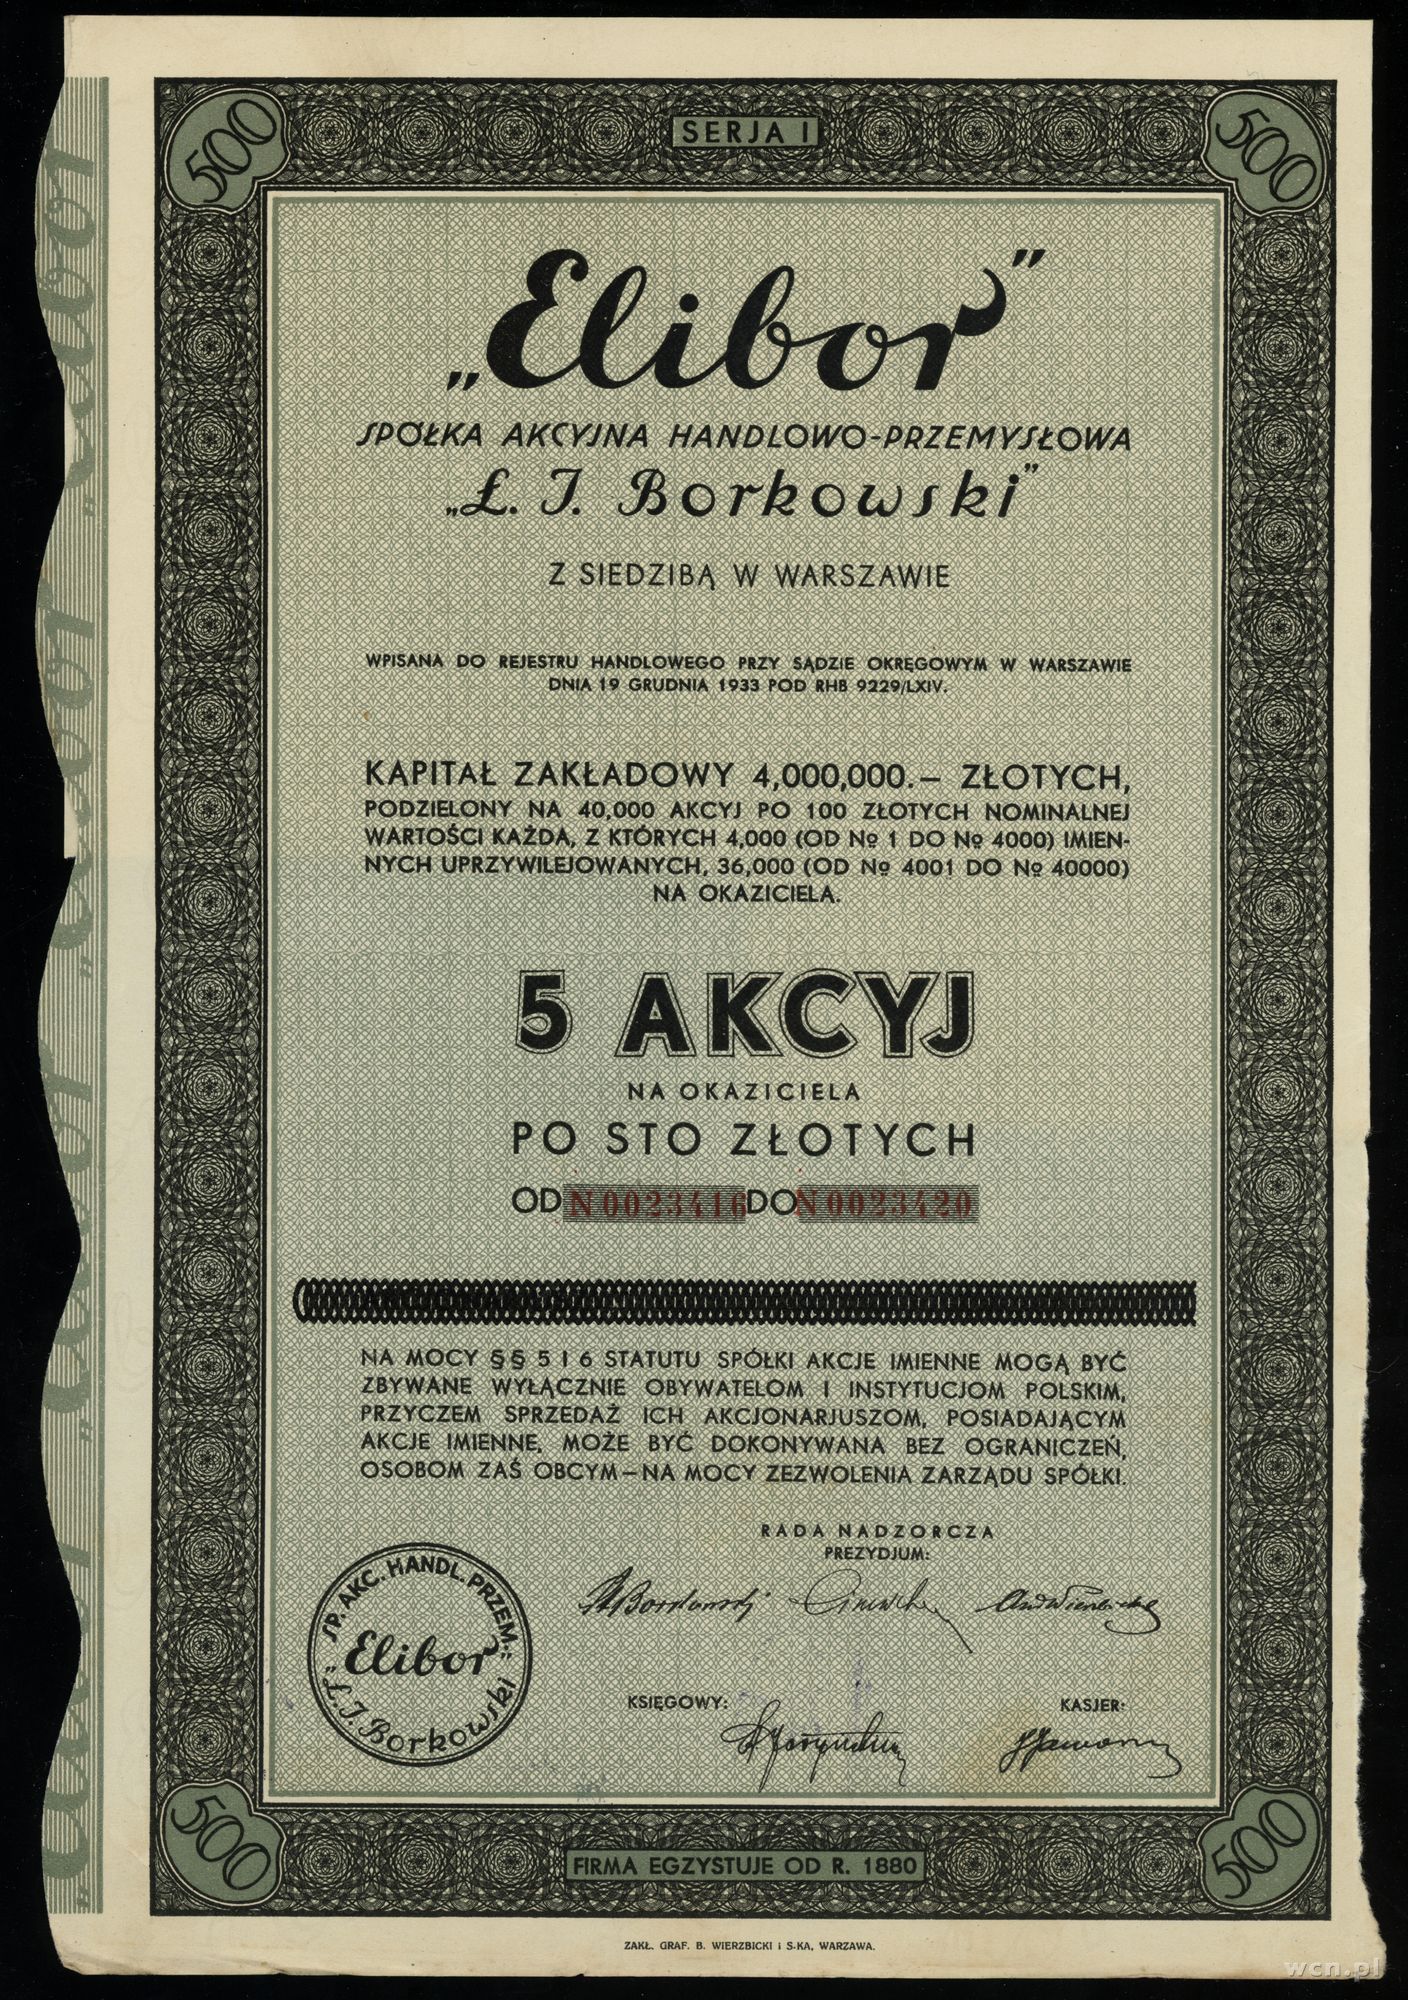 500
SERJA I
500
„Elibor”
SPÓŁKA AKCYJNA HANDLOWO-PRZEMYSŁOWA
„Ł. J. Borkowski”
Z SIEDZIBĄ W WARSZAWIE
WPISANA DO REJESTRU HANDLOWEGO PRZY SĄDZIE OKRĘGOWYM W WARSZAWIE
DNIA 19 GRUDNIA 1933 POD RHB 9229/LXIV.
KAPITAŁ ZAKŁADOWY 4,000,000.– ZŁOTYCH,
PODZIELONY NA 40,000 AKCYJ PO 100 ZŁOTYCH NOMINALNEJ
WARTOŚCI KAŻDA, Z KTÓRYCH 4,000 (OD № 1 DO № 4000) IMIEN-
NYCH UPRZYWILEJOWANYCH, 36,000 (OD № 4001 DO № 40000)
NA OKAZICIELA.
5 AKCYJ
NA OKAZICIELA
PO STO ZŁOTYCH
OD N0023416 DO N0023420
NA MOCY §§ 5 I 6 STATUTU SPÓŁKI AKCJE IMIENNE MOGĄ BYĆ
ZBYWANE WYŁĄCZNIE OBYWATELOM I INSTYTUCJOM POLSKIM,
PRZYCZEM SPRZEDAŻ ICH AKCJONARJUSZOM, POSIADAJĄCYM
AKCJE IMIENNE, MOŻE BYĆ DOKONYWANA BEZ OGRANICZEŃ,
OSOBOM ZAŚ OBCYM – NA MOCY ZEZWOLENIA ZARZĄDU SPÓŁKI.
RADA NADZORCZA
PREZYDJUM:
SP. AKC. HANDL. PRZEM.
„Elibor”
Ł. J. Borkowski
KSIĘGOWY:
KASJER:
500
FIRMA EGZYSTUJE OD R. 1880
500
ZAKŁ. GRAF. B. WIERZBICKI i S-KA, WARZAWA.
wcn.pl